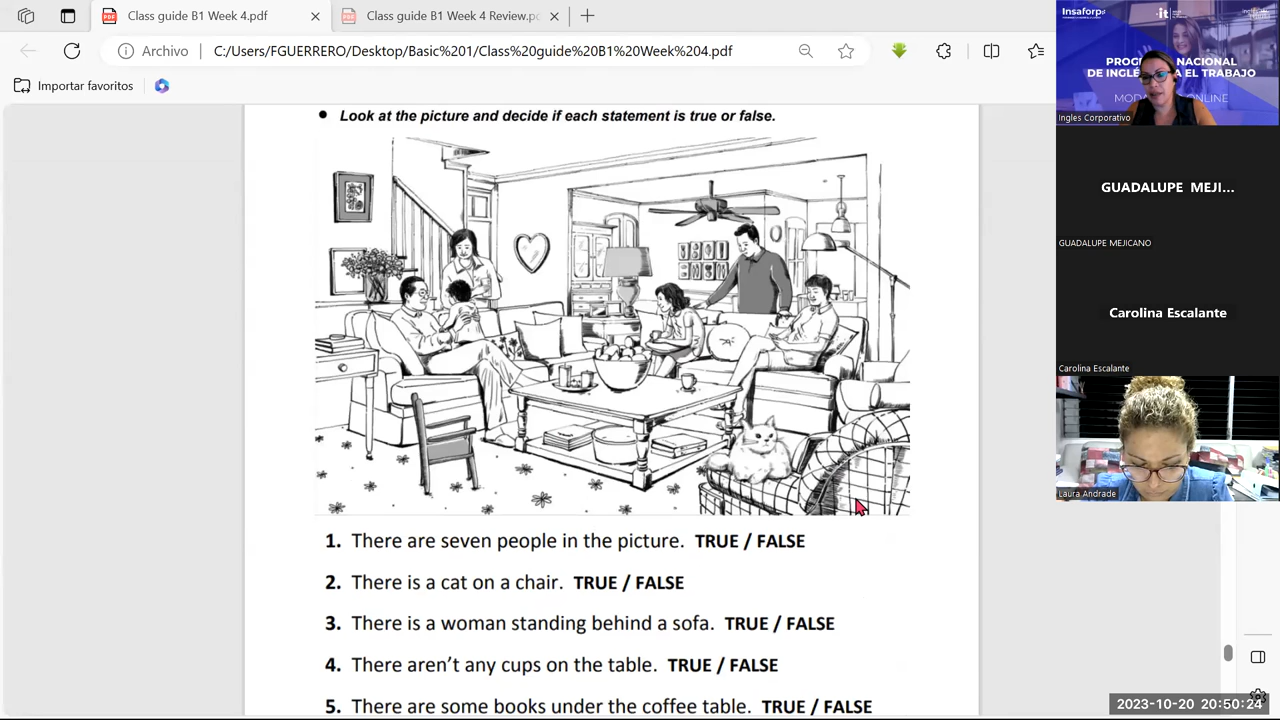 Class guide B1 Week 4.pdf
Class guide B1 Week 2 Review.p
Archivo C:/Users/FGUERRERO/Desktop/Basic%201/Class%20guide%20B1%20Week%204.pdf
Importar favoritos
Look at the picture and decide if each statement is true or false.
1. There are seven people in the picture. TRUE / FALSE
2. There is a cat on a chair. TRUE / FALSE
3. There is a woman standing behind a sofa. TRUE / FALSE
4. There aren't any cups on the table. TRUE / FALSE
5. There are some books under the coffee table. TRUE / FALSE
Insaforp
Ingles Corporativo
GUADALUPE MEJI...
GUADALUPE MEJICANO
Carolina Escalante
Carolina Escalante
Laura Andrade
2023-10-20 20:50:24